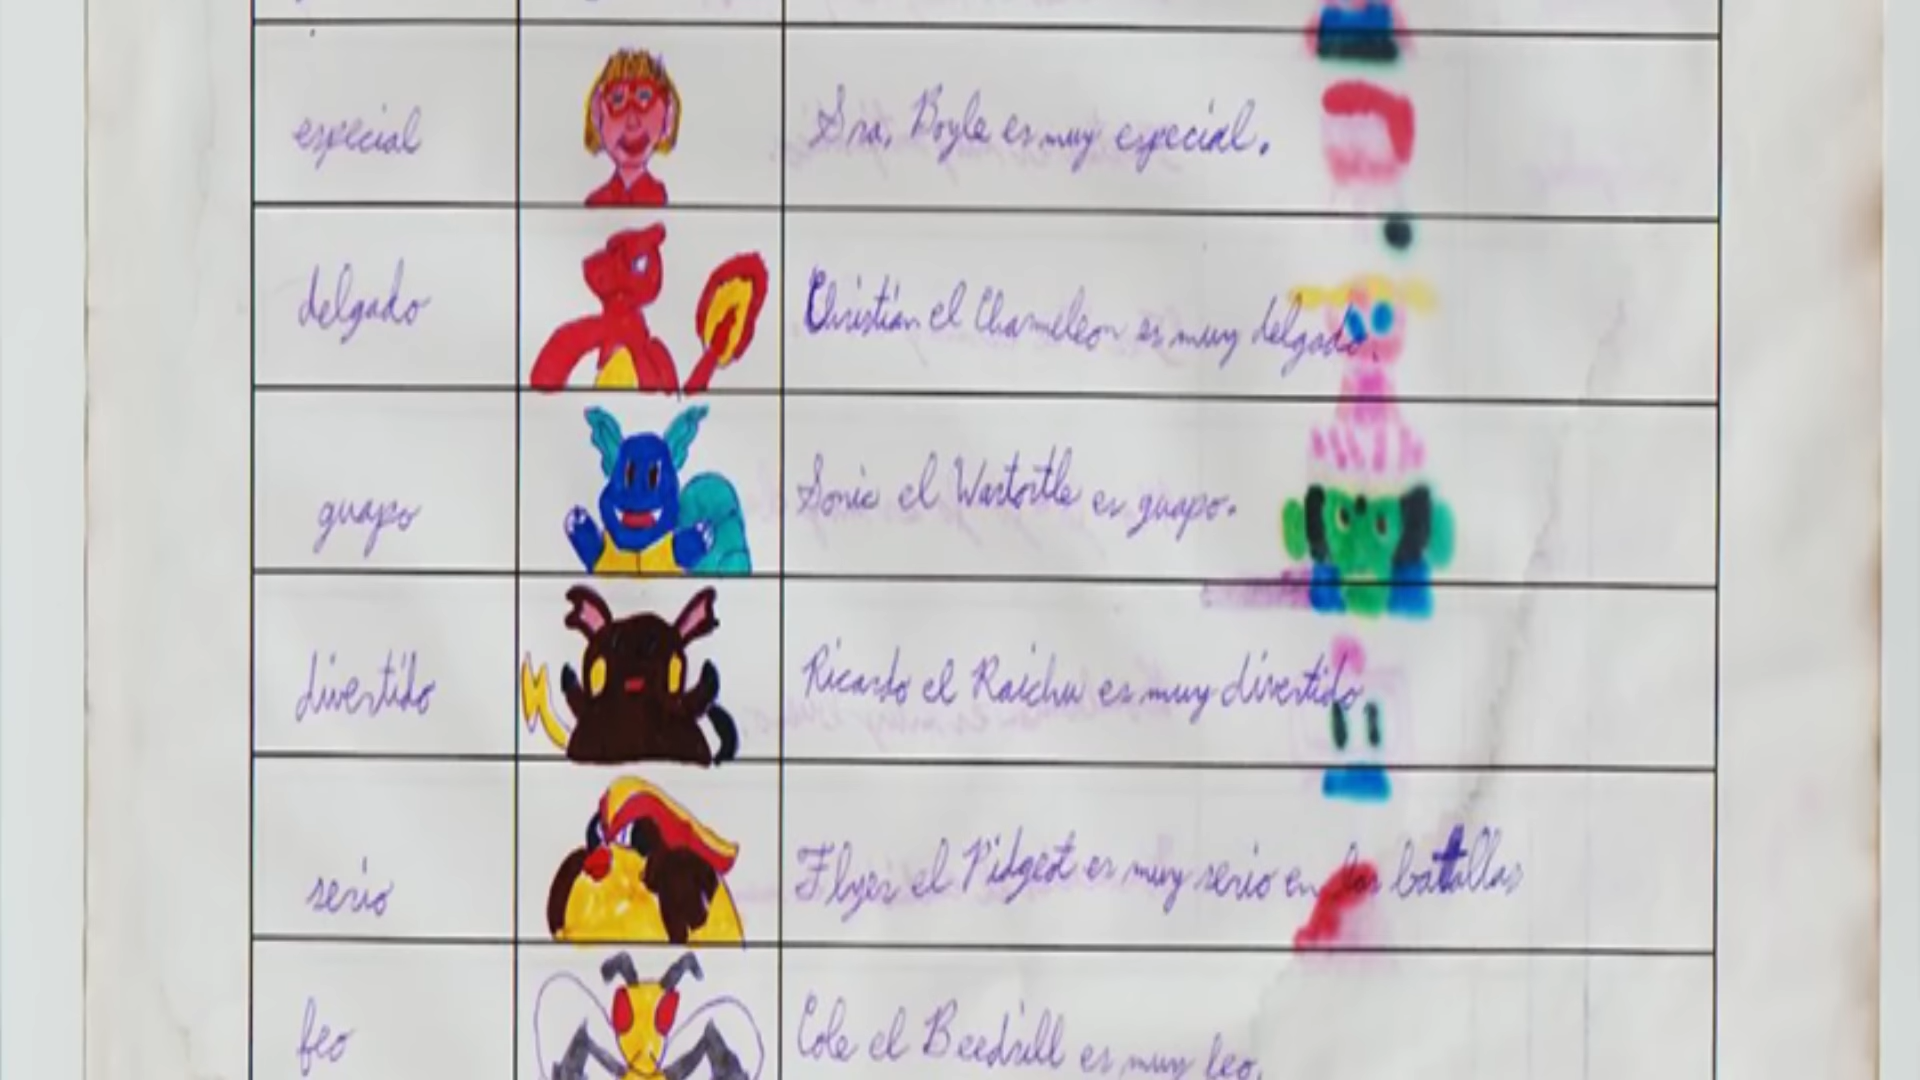 especial
Sra. Boyle es muy especial.
delgado
Christian el Chameleon es muy delgado.
guapo
Sonic el Wartortle es guapo.
divertido
Ricardo el Raichu es muy divertido
serio
Flyer el Pidgeot es muy serio en las batallas
feo
Cole el Beedrill es muy feo.